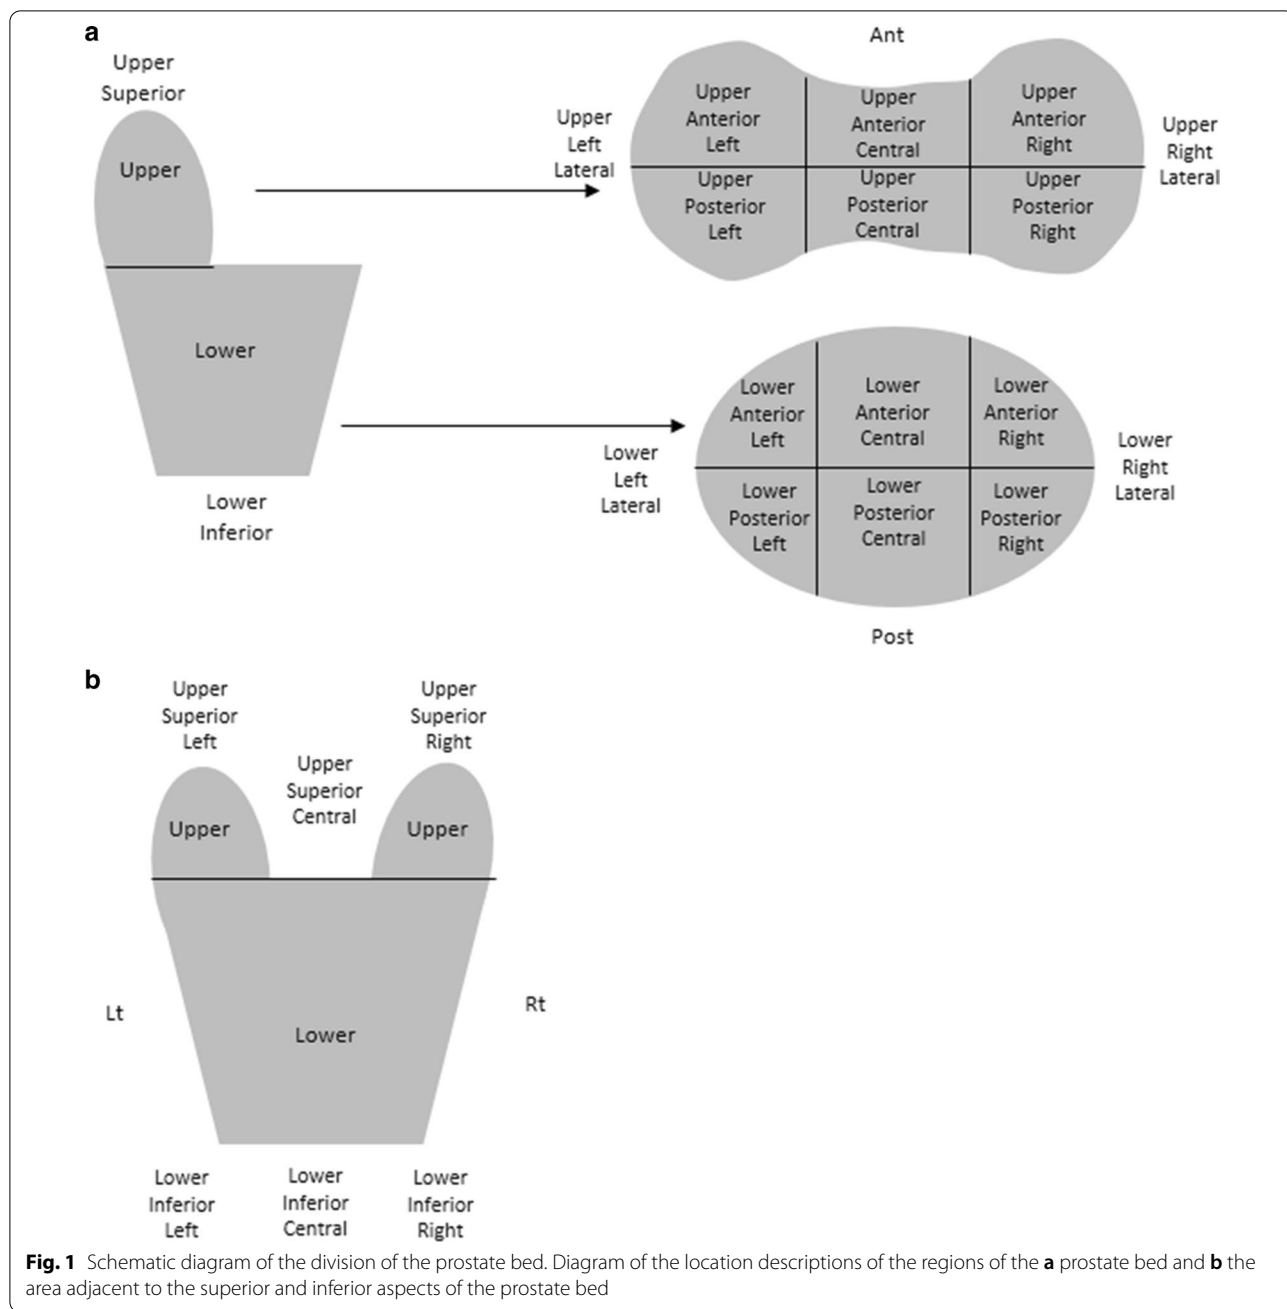 a
Upper
Superior
Upper
Lower
Lower
Inferior
Ant
Upper
Left
Lateral
Upper
Anterior
Left
Upper
Anterior
Central
Upper
Anterior
Right
Upper
Right
Lateral
Upper
Posterior
Left
Upper
Posterior
Central
Upper
Posterior
Right
Lower
Left
Lateral
Lower
Anterior
Left
Lower
Anterior
Central
Lower
Anterior
Right
Lower
Right
Lateral
Lower
Posterior
Left
Lower
Posterior
Central
Lower
Posterior
Right
Post
b
Upper
Superior
Left
Upper
Superior
Central
Upper
Superior
Right
Upper
Upper
Lt
Lower
Rt
Lower
Inferior
Left
Lower
Inferior
Central
Lower
Inferior
Right
Fig. 1 Schematic diagram of the division of the prostate bed. Diagram of the location descriptions of the regions of the a prostate bed and b the
area adjacent to the superior and inferior aspects of the prostate bed